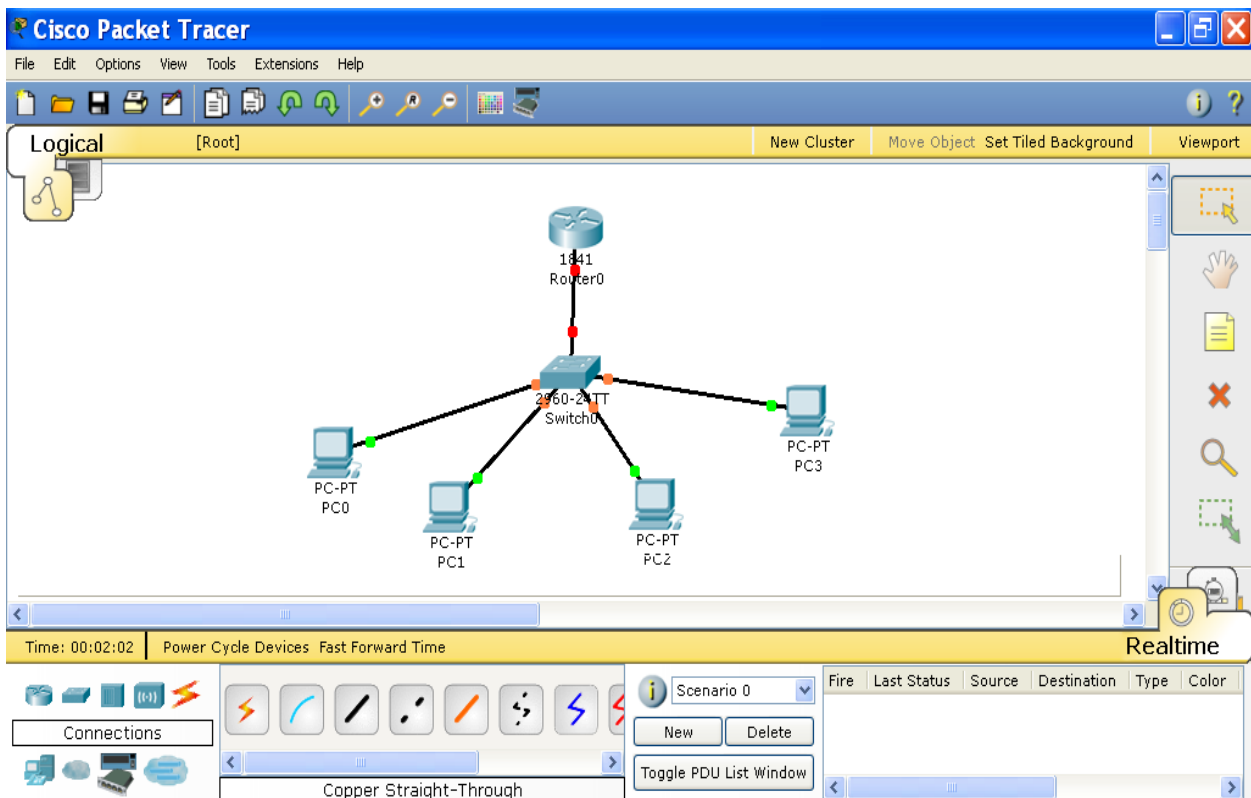 Cisco Packet Tracer
File Edit Options View Tools Extensions Help
Logical [Root] New Cluster Move Object Set Tiled Background Viewport
1841
Router0
2960-24TT
Switch0
PC-PT
PC3
PC-PT
PC0
PC-PT
PC1
PC-PT
PC2
Time: 00:02:02 Power Cycle Devices Fast Forward Time Realtime
Connections
Copper Straight-Through
Scenario 0
New Delete
Toggle PDU List Window
Fire Last Status Source Destination Type Color